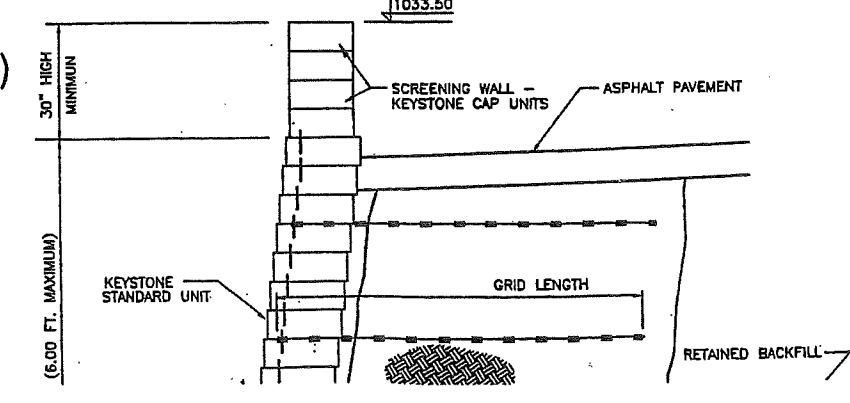 1033.50
30" HIGH
MINIMUN
SCREENING WALL –
KEYSTONE CAP UNITS
ASPHALT PAVEMENT
(6.00 FT. MAXIMUM)
KEYSTONE
STANDARD UNIT
GRID LENGTH
RETAINED BACKFILL
)